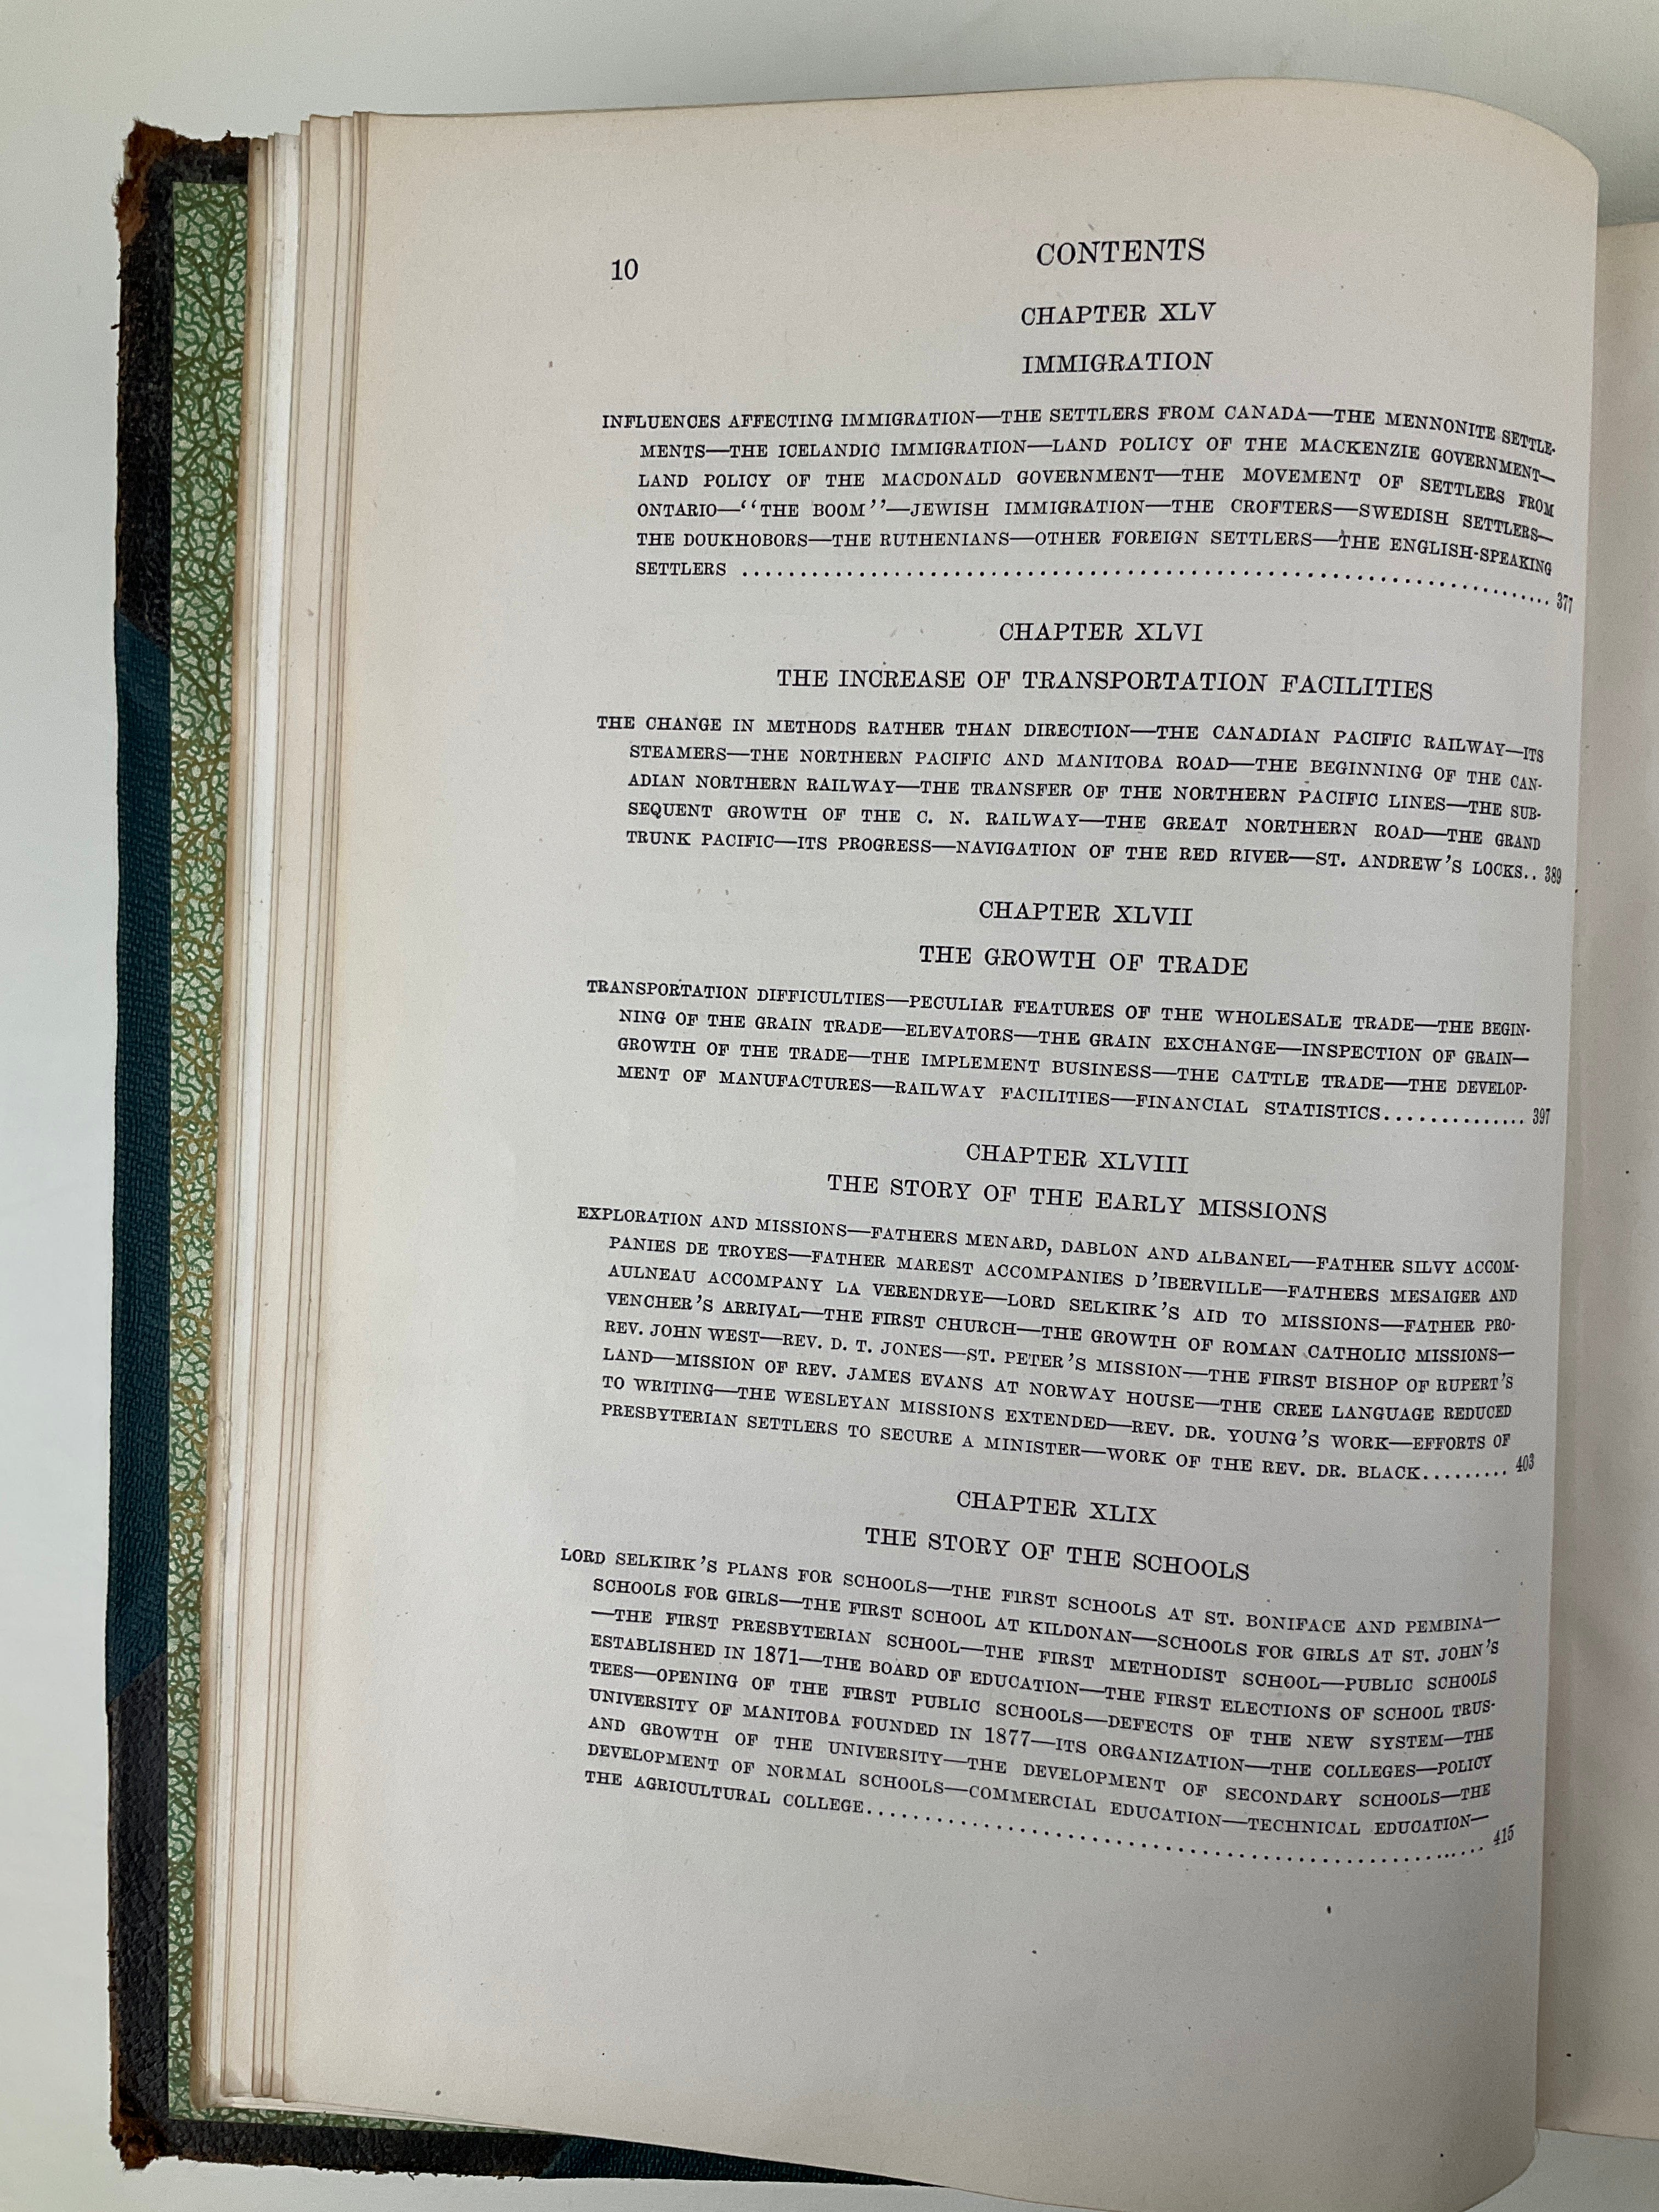 10
CONTENTS
CHAPTER XLV
IMMIGRATION
INFLUENCES AFFECTING IMMIGRATION—THE SETTLERS FROM CANADA—THE MENNONITE SETTLE-
MENTS—THE ICELANDIC IMMIGRATION—LAND POLICY OF THE MACKENZIE GOVERNMENT—
LAND POLICY OF THE MACDONALD GOVERNMENT—THE MOVEMENT OF SETTLERS FROM
ONTARIO—‘‘THE BOOM’’—JEWISH IMMIGRATION—THE CROFTERS—SWEDISH SETTLERS—
THE DOUKHOBORS—THE RUTHENIANS—OTHER FOREIGN SETTLERS—THE ENGLISH-SPEAKING
SETTLERS ........................................................................ 377
CHAPTER XLVI
THE INCREASE OF TRANSPORTATION FACILITIES
THE CHANGE IN METHODS RATHER THAN DIRECTION—THE CANADIAN PACIFIC RAILWAY—ITS
STEAMERS—THE NORTHERN PACIFIC AND MANITOBA ROAD—THE BEGINNING OF THE CAN-
ADIAN NORTHERN RAILWAY—THE TRANSFER OF THE NORTHERN PACIFIC LINES—THE SUB-
SEQUENT GROWTH OF THE C. N. RAILWAY—THE GREAT NORTHERN ROAD—THE GRAND
TRUNK PACIFIC—ITS PROGRESS—NAVIGATION OF THE RED RIVER—ST. ANDREW'S LOCKS.. 389
CHAPTER XLVII
THE GROWTH OF TRADE
TRANSPORTATION DIFFICULTIES—PECULIAR FEATURES OF THE WHOLESALE TRADE—THE BEGIN-
NING OF THE GRAIN TRADE—ELEVATORS—THE GRAIN EXCHANGE—INSPECTION OF GRAIN—
GROWTH OF THE TRADE—THE IMPLEMENT BUSINESS—THE CATTLE TRADE—THE DEVELOP-
MENT OF MANUFACTURES—RAILWAY FACILITIES—FINANCIAL STATISTICS.............. 397
CHAPTER XLVIII
THE STORY OF THE EARLY MISSIONS
EXPLORATION AND MISSIONS—FATHERS MENARD, DABLON AND ALBANEL—FATHER SILVY ACCOM-
PANIES DE TROYES—FATHER MAREST ACCOMPANIES D'IBERVILLE—FATHERS MESAIGER AND
AULNEAU ACCOMPANY LA VERENDRYE—LORD SELKIRK'S AID TO MISSIONS—FATHER PRO-
VENCHER'S ARRIVAL—THE FIRST CHURCH—THE GROWTH OF ROMAN CATHOLIC MISSIONS—
REV. JOHN WEST—REV. D. T. JONES—ST. PETER'S MISSION—THE FIRST BISHOP OF RUPERT'S
LAND—MISSION OF REV. JAMES EVANS AT NORWAY HOUSE—THE CREE LANGUAGE REDUCED
TO WRITING—THE WESLEYAN MISSIONS EXTENDED—REV. DR. YOUNG'S WORK—EFFORTS OF
PRESBYTERIAN SETTLERS TO SECURE A MINISTER—WORK OF THE REV. DR. BLACK......... 403
CHAPTER XLIX
THE STORY OF THE SCHOOLS
LORD SELKIRK'S PLANS FOR SCHOOLS—THE FIRST SCHOOLS AT ST. BONIFACE AND PEMBINA—
SCHOOLS FOR GIRLS—THE FIRST SCHOOL AT KILDONAN—SCHOOLS FOR GIRLS AT ST. JOHN'S
—THE FIRST PRESBYTERIAN SCHOOL—THE FIRST METHODIST SCHOOL—PUBLIC SCHOOLS
ESTABLISHED IN 1871—THE BOARD OF EDUCATION—THE FIRST ELECTIONS OF SCHOOL TRUS-
TEES—OPENING OF THE FIRST PUBLIC SCHOOLS—DEFECTS OF THE NEW SYSTEM—THE
UNIVERSITY OF MANITOBA FOUNDED IN 1877—ITS ORGANIZATION—THE COLLEGES—POLICY
AND GROWTH OF THE UNIVERSITY—THE DEVELOPMENT OF SECONDARY SCHOOLS—THE
DEVELOPMENT OF NORMAL SCHOOLS—COMMERCIAL EDUCATION—TECHNICAL EDUCATION—
THE AGRICULTURAL COLLEGE........................................................ 415